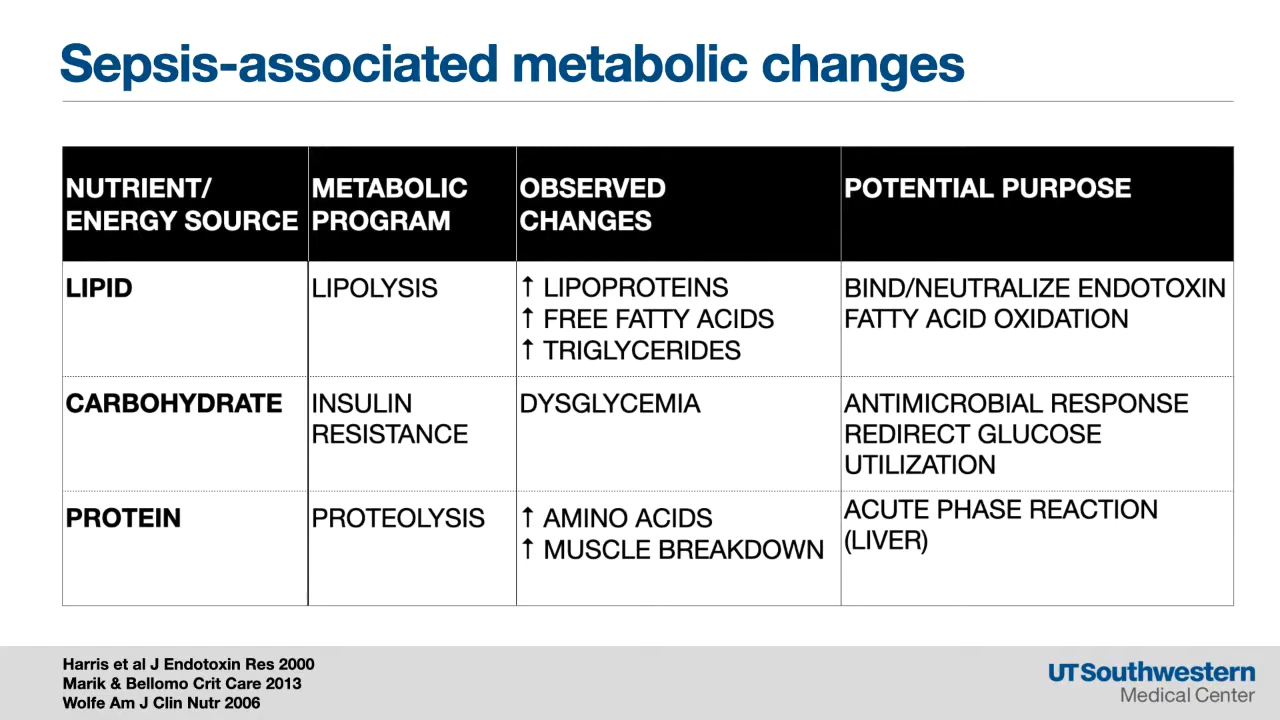 Sepsis-associated metabolic changes
NUTRIENT/
ENERGY SOURCE
METABOLIC
PROGRAM
OBSERVED
CHANGES
POTENTIAL PURPOSE
LIPID
LIPOLYSIS
↑ LIPOPROTEINS
↑ FREE FATTY ACIDS
↑ TRIGLYCERIDES
BIND/NEUTRALIZE ENDOTOXIN
FATTY ACID OXIDATION
CARBOHYDRATE
INSULIN
RESISTANCE
DYSGLYCEMIA
ANTIMICROBIAL RESPONSE
REDIRECT GLUCOSE
UTILIZATION
PROTEIN
PROTEOLYSIS
↑ AMINO ACIDS
↑ MUSCLE BREAKDOWN
ACUTE PHASE REACTION
(LIVER)
Harris et al J Endotoxin Res 2000
Marik & Bellomo Crit Care 2013
Wolfe Am J Clin Nutr 2006
UTSouthwestern
Medical Center